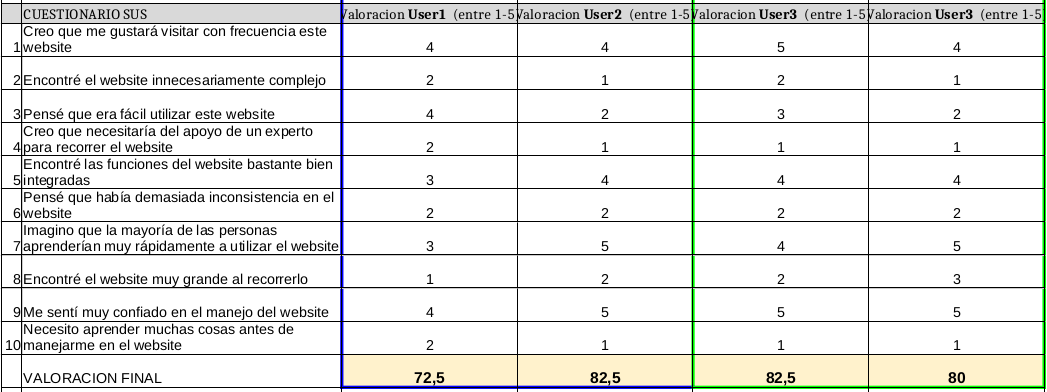 CUESTIONARIO SUS Valoracion User1 (entre 1-5 Valoracion User2 (entre 1-5 Valoracion User3 (entre 1-5 Valoracion User3 (entre 1-5
Creo que me gustará visitar con frecuencia este
1 website 4 4 5 4
2 Encontré el website innecesariamente complejo 2 1 2 1
3 Pensé que era fácil utilizar este website 4 2 3 2
Creo que necesitaría del apoyo de un experto
4 para recorrer el website 2 1 1 1
Encontré las funciones del website bastante bien
5 integradas 3 4 4 4
Pensé que había demasiada inconsistencia en el
6 website 2 2 2 2
Imagino que la mayoría de las personas
7 aprenderían muy rápidamente a utilizar el website 3 5 4 5
8 Encontré el website muy grande al recorrerlo 1 2 2 3
9 Me sentí muy confiado en el manejo del website 4 5 5 5
Necesito aprender muchas cosas antes de
10 manejarme en el website 2 1 1 1
VALORACION FINAL 72,5 82,5 82,5 80